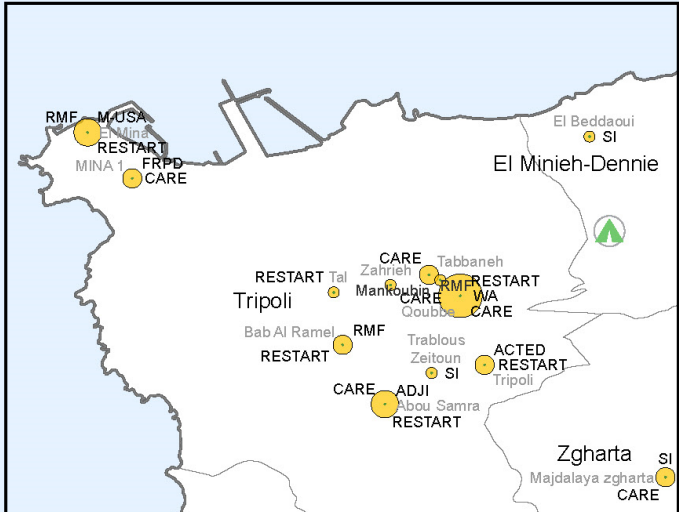 RMF
M-USA
El Mina
RESTART
MINA 1
FRPD
CARE
El Beddaoui
SI
El Minieh-Dennie
CARE
Tabbaneh
Zahrieh
RESTART
Tal
Mankoubin
RMF
RESTART
WA
CARE
CARE
Qoubbe
Tripoli
Bab Al Ramel
RMF
RESTART
Trablous
Zeitoun
SI
ACTED
RESTART
Tripoli
CARE
ADJI
Abou Samra
RESTART
Zgharta
SI
Majdalaya zgharta
CARE